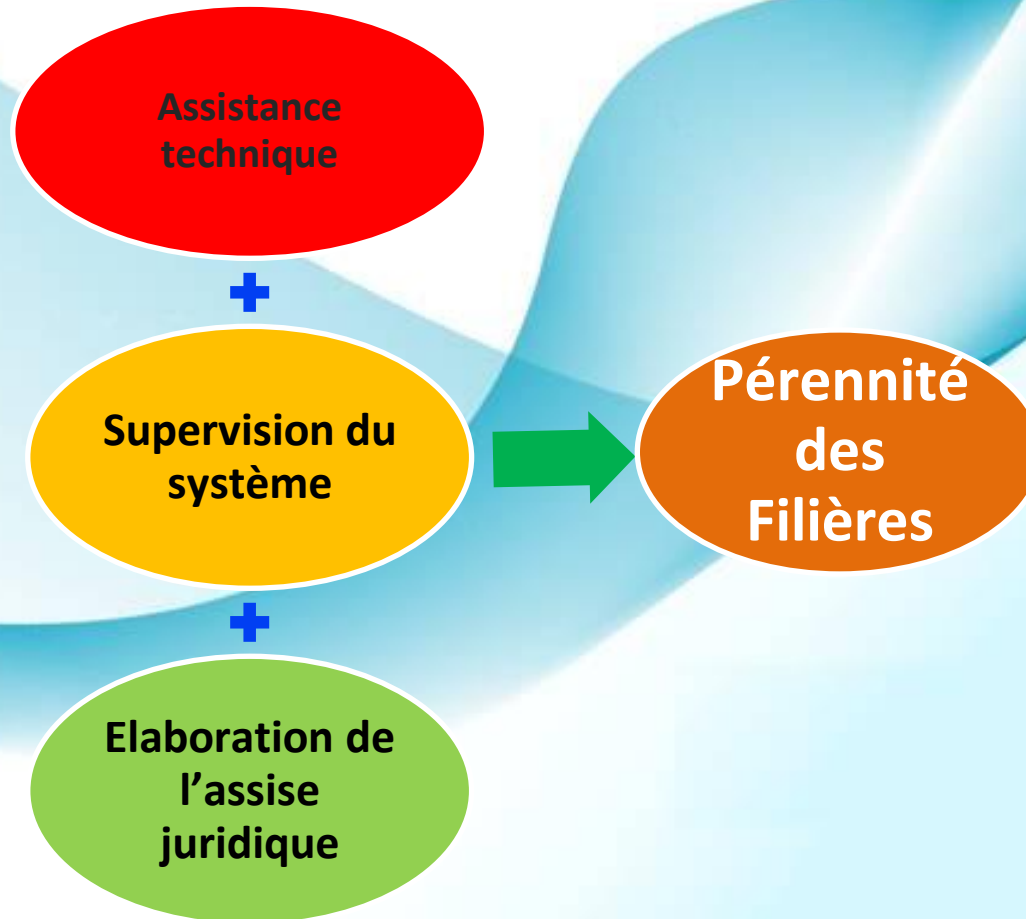 Assistance
technique
Supervision du
système
Elaboration de
l’assise
juridique
Pérennité
des
Filières